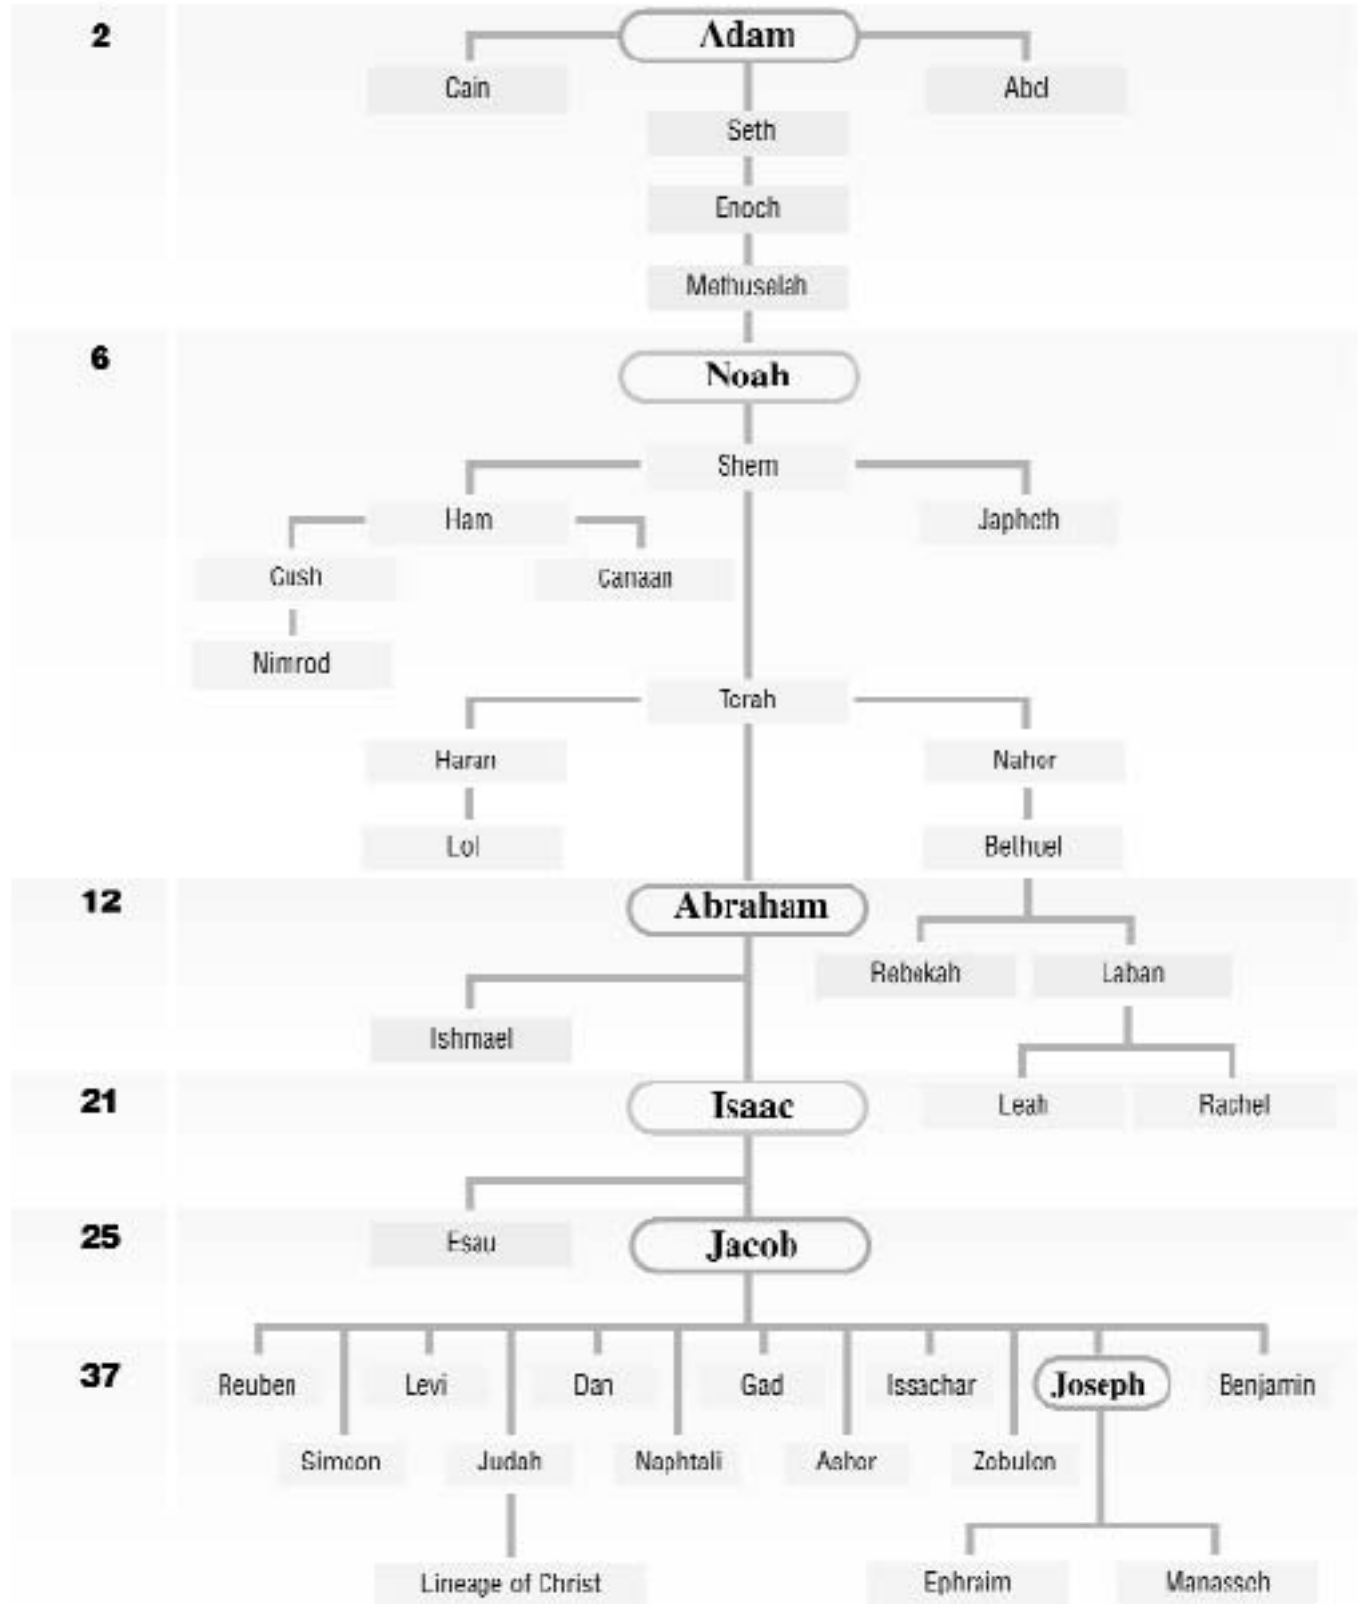 2
Adam
Cain
Abel
Seth
Enoch
Methuselah
6
Noah
Shem
Ham
Japheth
Cush
Canaan
Nimrod
Terah
Haran
Nahor
Lot
Bethuel
12
Abraham
Rebekah
Laban
Ishmael
21
Isaac
Leah
Rachel
25
Esau
Jacob
37
Reuben
Levi
Dan
Gad
Issachar
Joseph
Benjamin
Simeon
Judah
Naphtali
Asher
Zebulon
Lineage of Christ
Ephraim
Manasseh